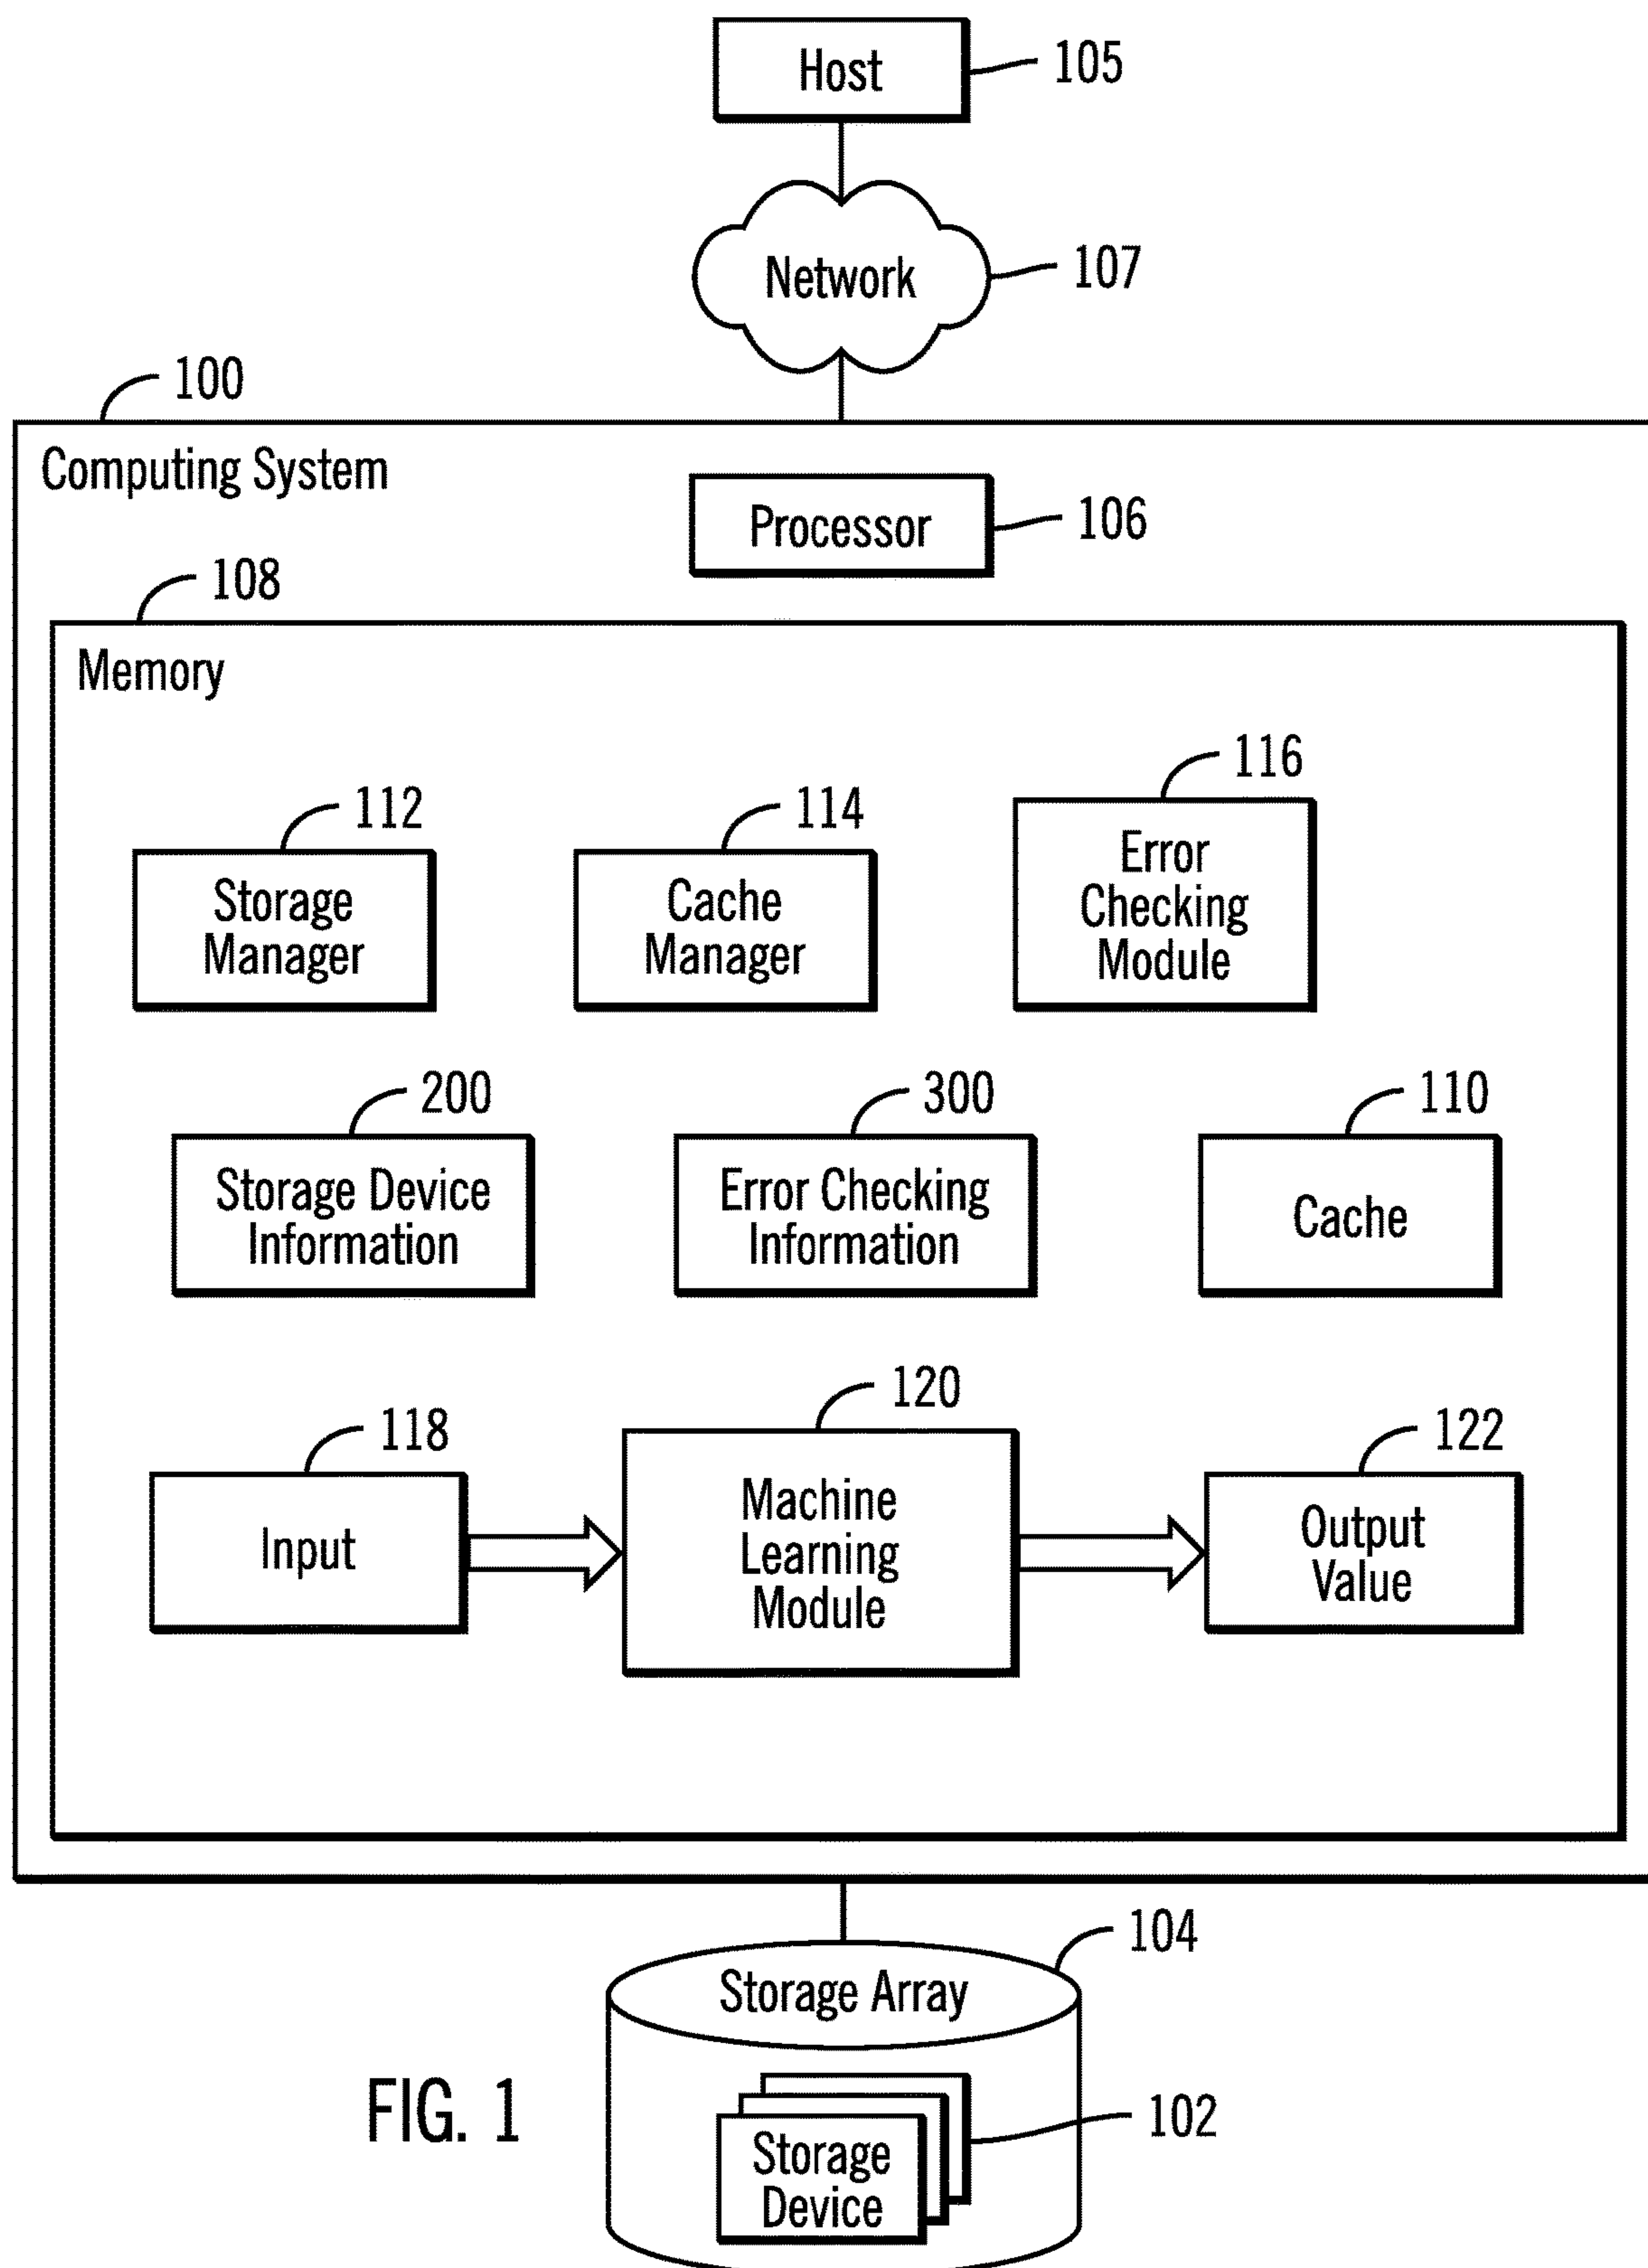 Host
105
Network
107
100
Computing System
Processor
106
108
Memory
112
Storage
Manager
114
Cache
Manager
116
Error
Checking
Module
200
Storage Device
Information
300
Error Checking
Information
110
Cache
118
Input
120
Machine
Learning
Module
122
Output
Value
104
Storage Array
102
Storage
Device
FIG. 1